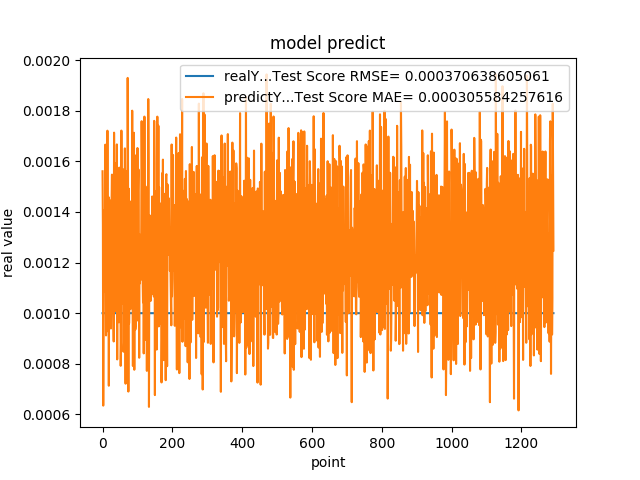 model predict
realY...Test Score RMSE= 0.000370638605061
predictY...Test Score MAE= 0.000305584257616
0.0020
0.0018
0.0016
0.0014
0.0012
0.0010
0.0008
0.0006
real value
0 200 400 600 800 1000 1200
point